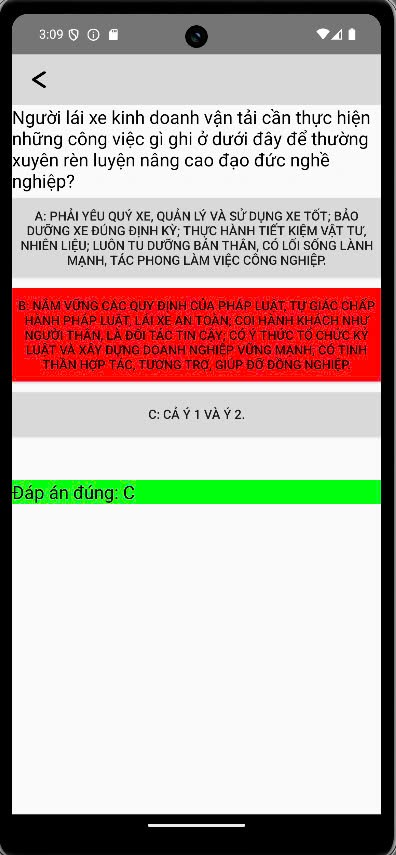 3:09
Người lái xe kinh doanh vận tải cần thực hiện
những công việc gì ghi ở dưới đây để thường
xuyên rèn luyện nâng cao đạo đức nghề
nghiệp?
A: PHẢI YÊU QUÝ XE, QUẢN LÝ VÀ SỬ DỤNG XE TỐT; BẢO
DƯỠNG XE ĐÚNG ĐỊNH KỲ; THỰC HÀNH TIẾT KIỆM VẬT TƯ,
NHIÊN LIỆU; LUÔN TU DƯỠNG BẢN THÂN, CÓ LỐI SỐNG LÀNH
MẠNH, TÁC PHONG LÀM VIỆC CÔNG NGHIỆP.
B: NẮM VỮNG CÁC QUY ĐỊNH CỦA PHÁP LUẬT, TỰ GIÁC CHẤP
HÀNH PHÁP LUẬT, LÁI XE AN TOÀN; COI HÀNH KHÁCH NHƯ
NGƯỜI THÂN, LÀ ĐỐI TÁC TIN CẬY; CÓ Ý THỨC TỔ CHỨC KỶ
LUẬT VÀ XÂY DỰNG DOANH NGHIỆP VỮNG MẠNH; CÓ TINH
THẦN HỢP TÁC, TƯƠNG TRỢ, GIÚP ĐỠ ĐỒNG NGHIỆP.
C: CẢ Ý 1 VÀ Ý 2.
Đáp án đúng: C